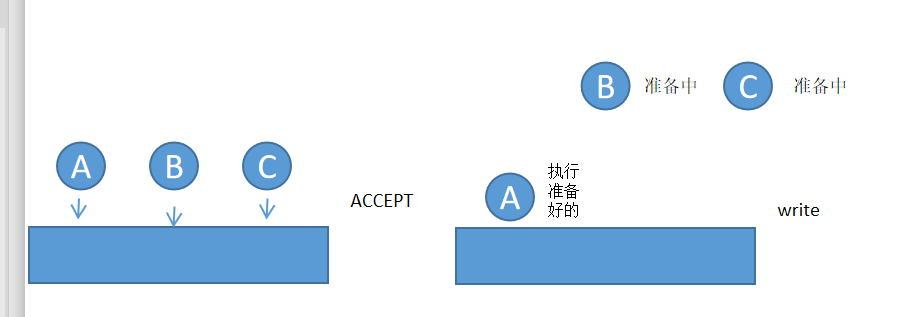 B 准备中 C 准备中
A B C
ACCEPT
A 执行
准备
好的
write